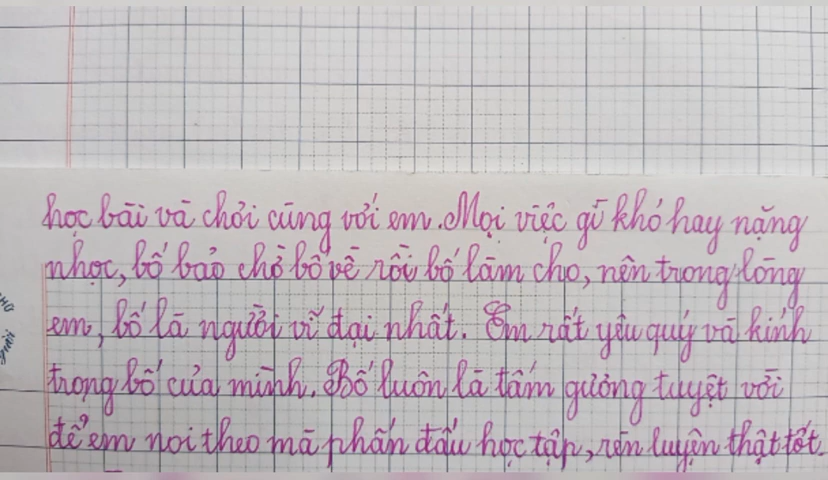 học bài và chơi cùng với em. Mọi việc gì khó hay nặng
nhọc, bố bảo chờ bố về rồi bố làm cho, nên trong lòng
em, bố là người vĩ đại nhất. Em rất yêu quý và kính
trọng bố của mình. Bố luôn là tấm gương tuyệt vời
để em noi theo mà phấn đấu học tập, rèn luyện thật tốt.